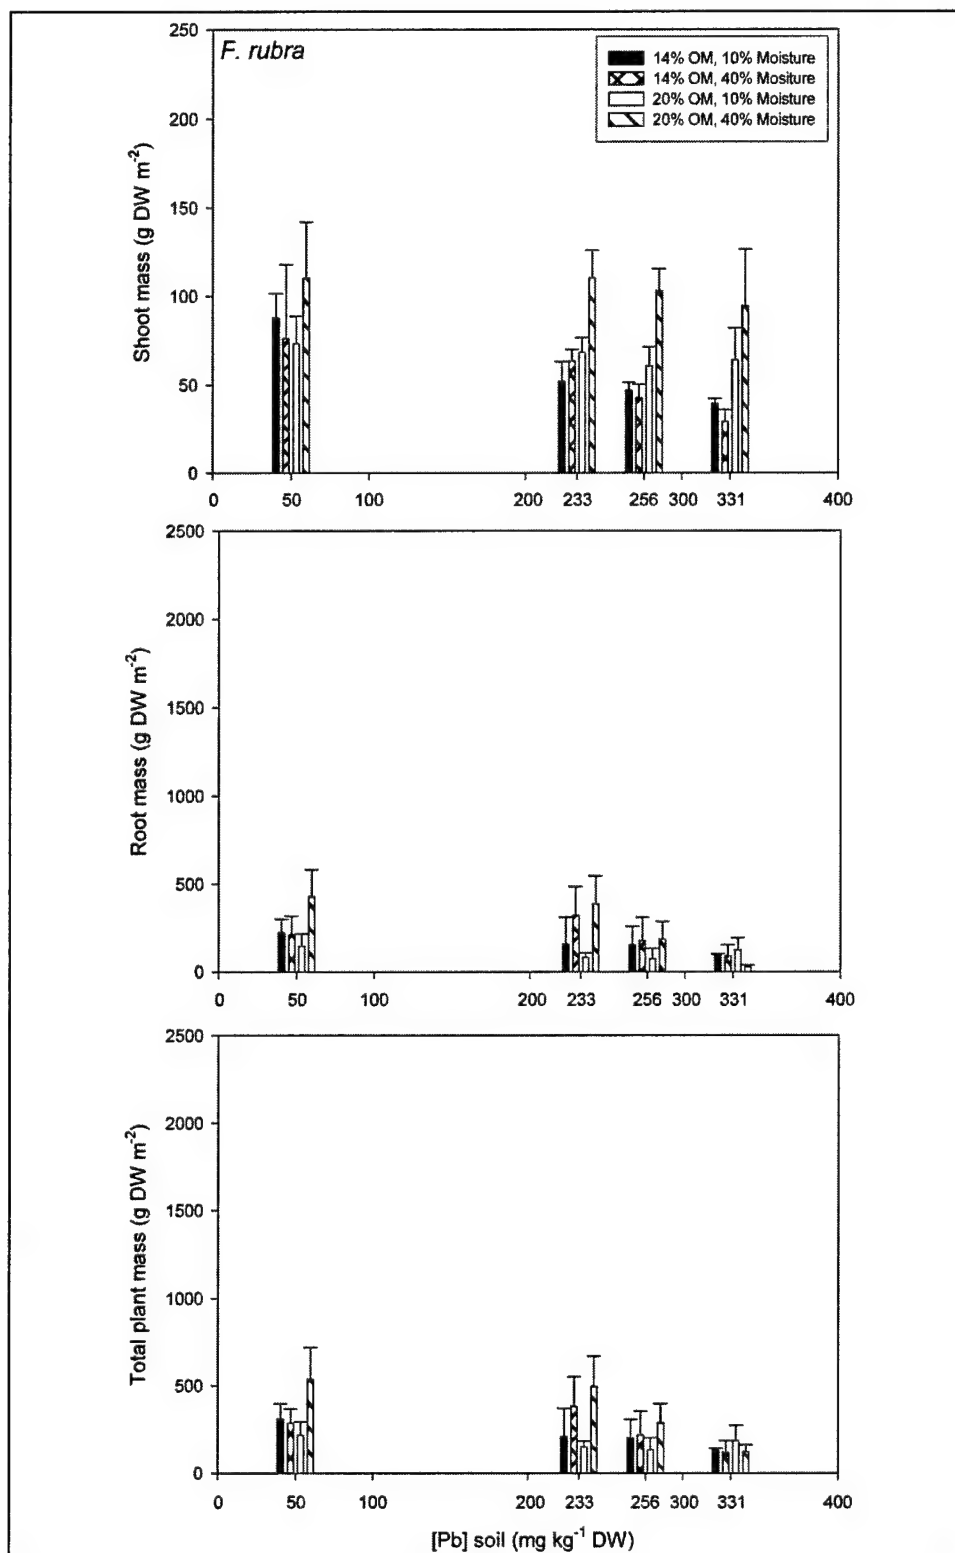 F. rubra
14% OM, 10% Moisture
14% OM, 40% Mositure
20% OM, 10% Moisture
20% OM, 40% Moisture
Shoot mass (g DW m-2)
250
200
150
100
50
0
0 50 100 200 233 256 300 331 400
Root mass (g DW m-2)
2500
2000
1500
1000
500
0
0 50 100 200 233 256 300 331 400
Total plant mass (g DW m-2)
2500
2000
1500
1000
500
0
0 50 100 200 233 256 300 331 400
[Pb] soil (mg kg-1 DW)